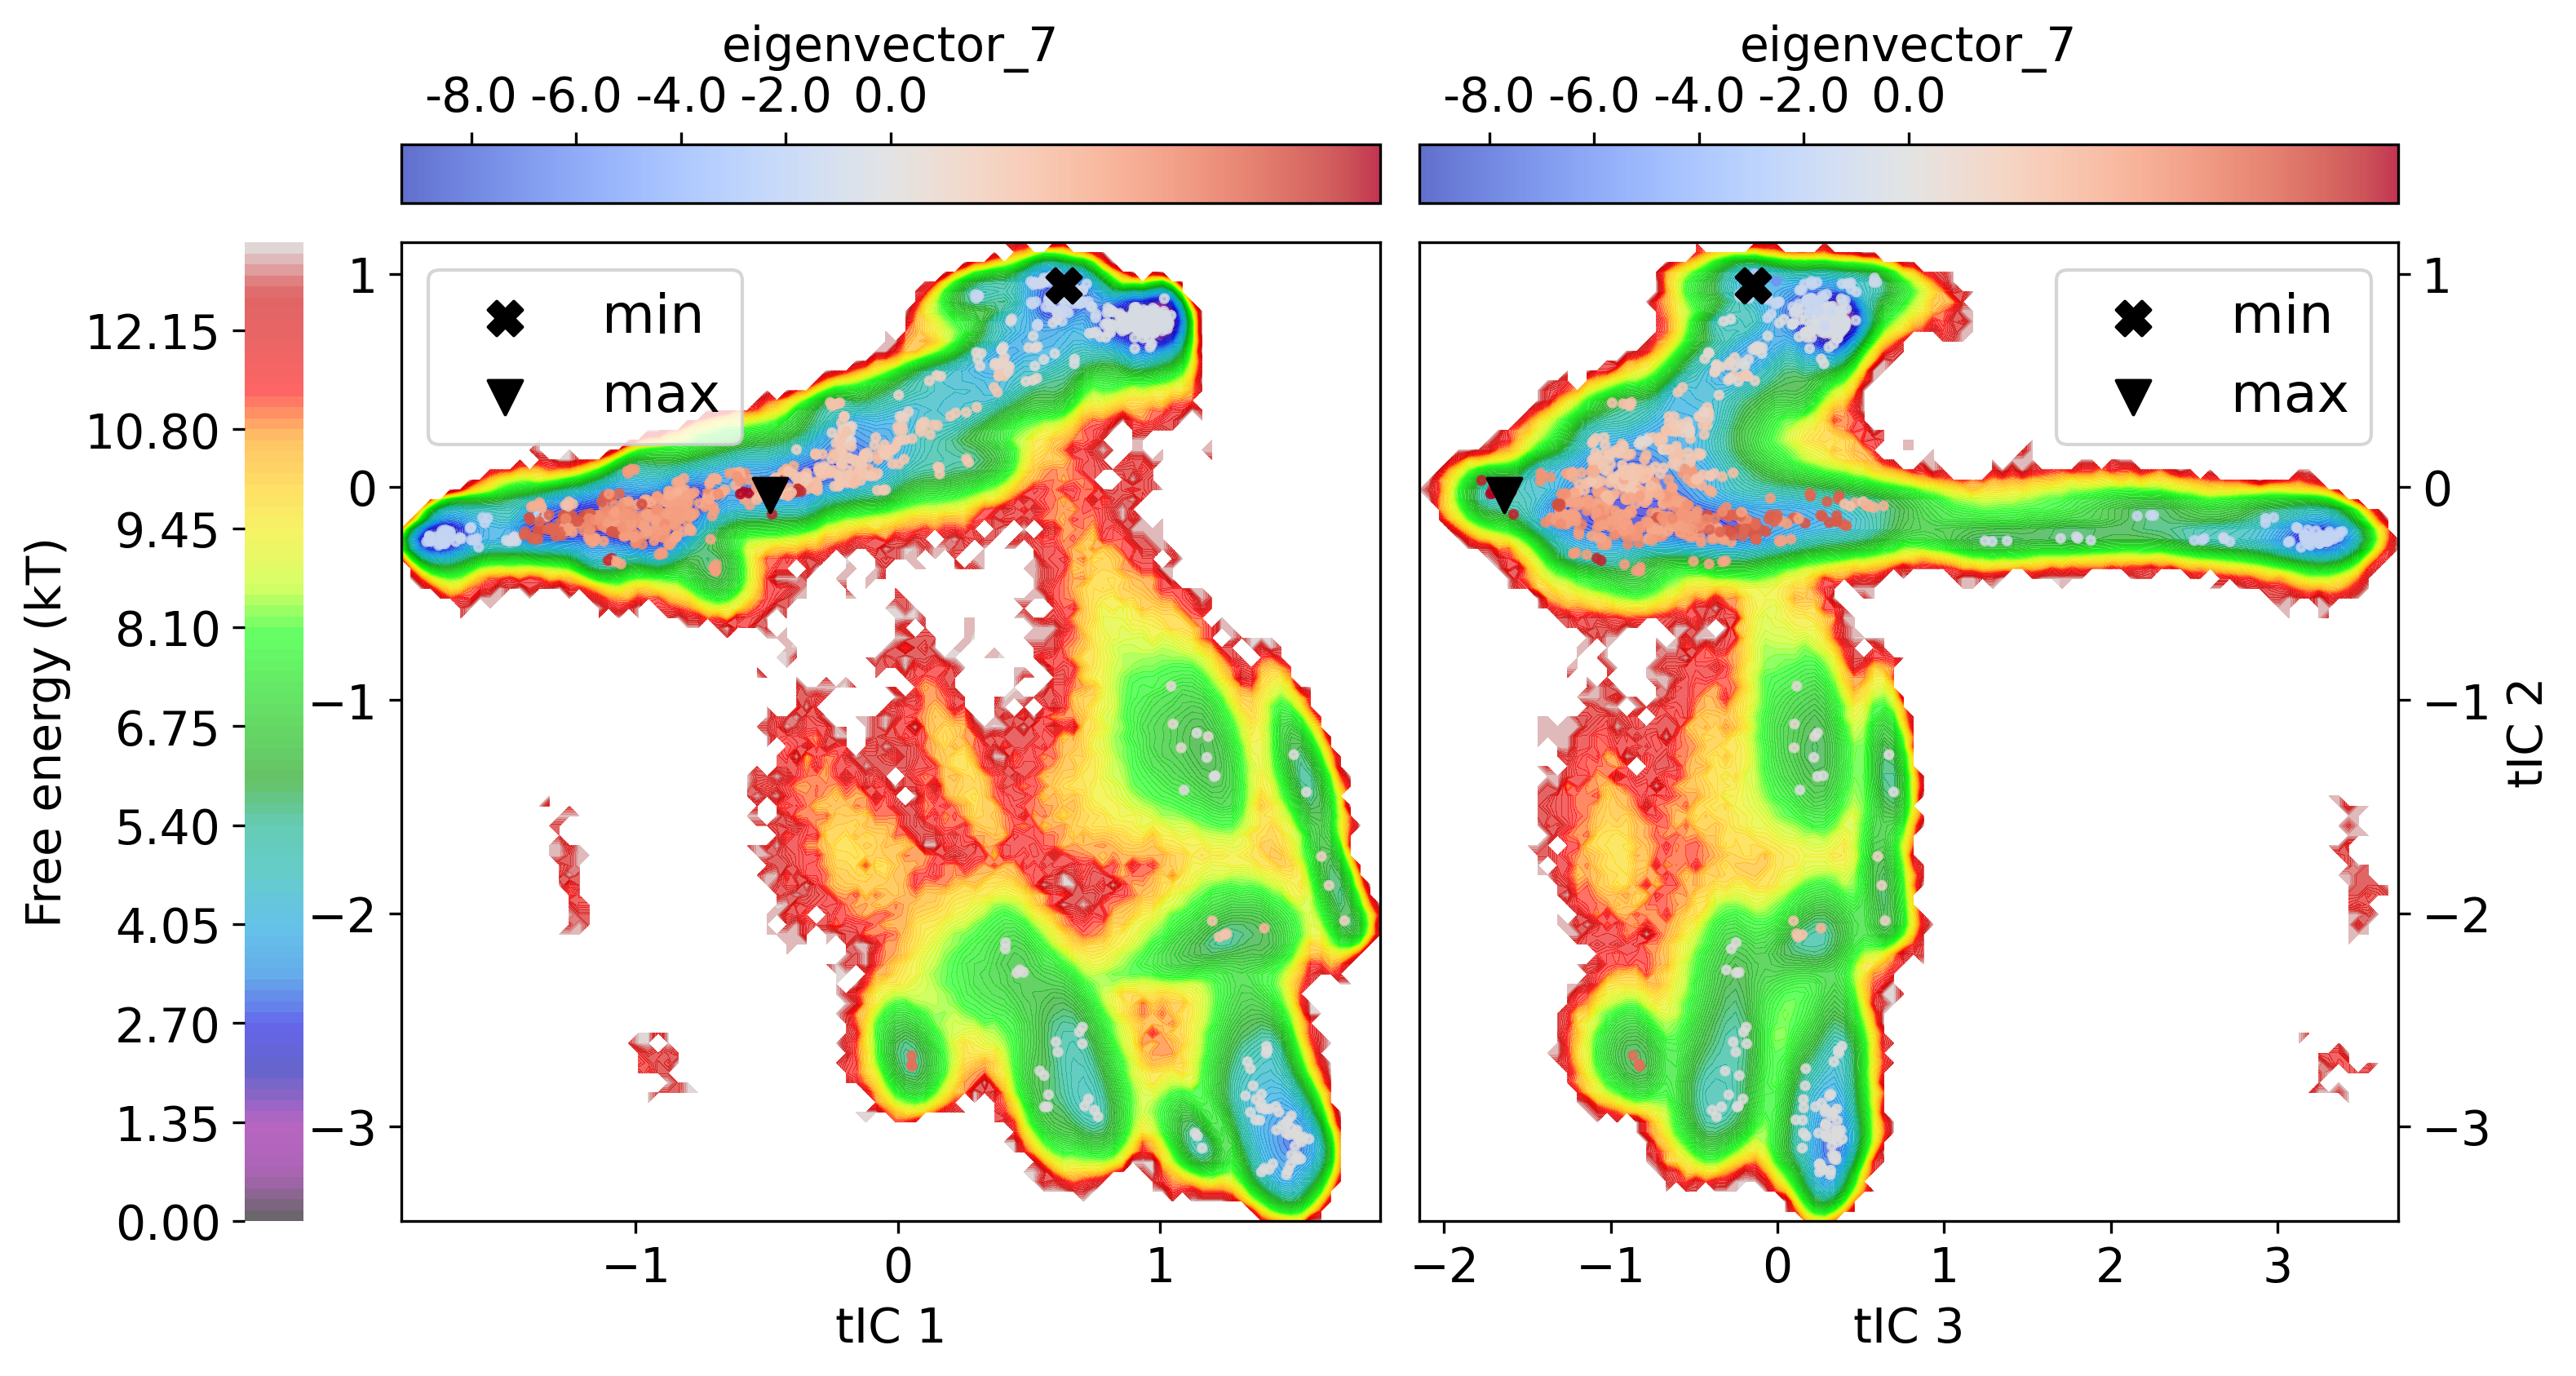 eigenvector_7
-8.0 -6.0 -4.0 -2.0 0.0
eigenvector_7
-8.0 -6.0 -4.0 -2.0 0.0
Free energy (kT)
12.15
10.80
9.45
8.10
6.75
5.40
4.05
2.70
1.35
0.00
1
0
−1
−2
−3
min
max
−1 0 1
tIC 1
min
max
−2 −1 0 1 2 3
tIC 3
1
0
−1
−2
−3
tIC 2